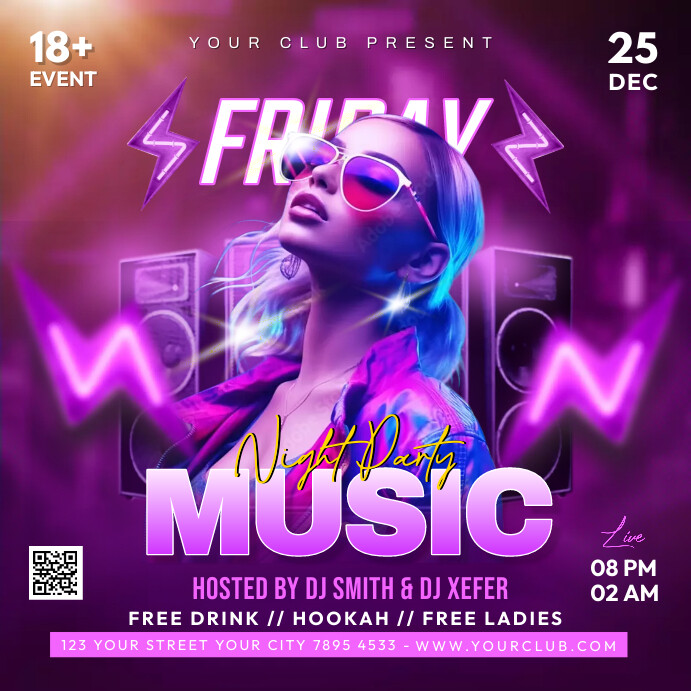 18+
EVENT
YOUR CLUB PRESENT
25
DEC
FRIDAY
Night Party
MUSIC
Live
08 PM
02 AM
HOSTED BY DJ SMITH & DJ XEFER
FREE DRINK // HOOKAH // FREE LADIES
123 YOUR STREET YOUR CITY 7895 4533 - WWW.YOURCLUB.COM